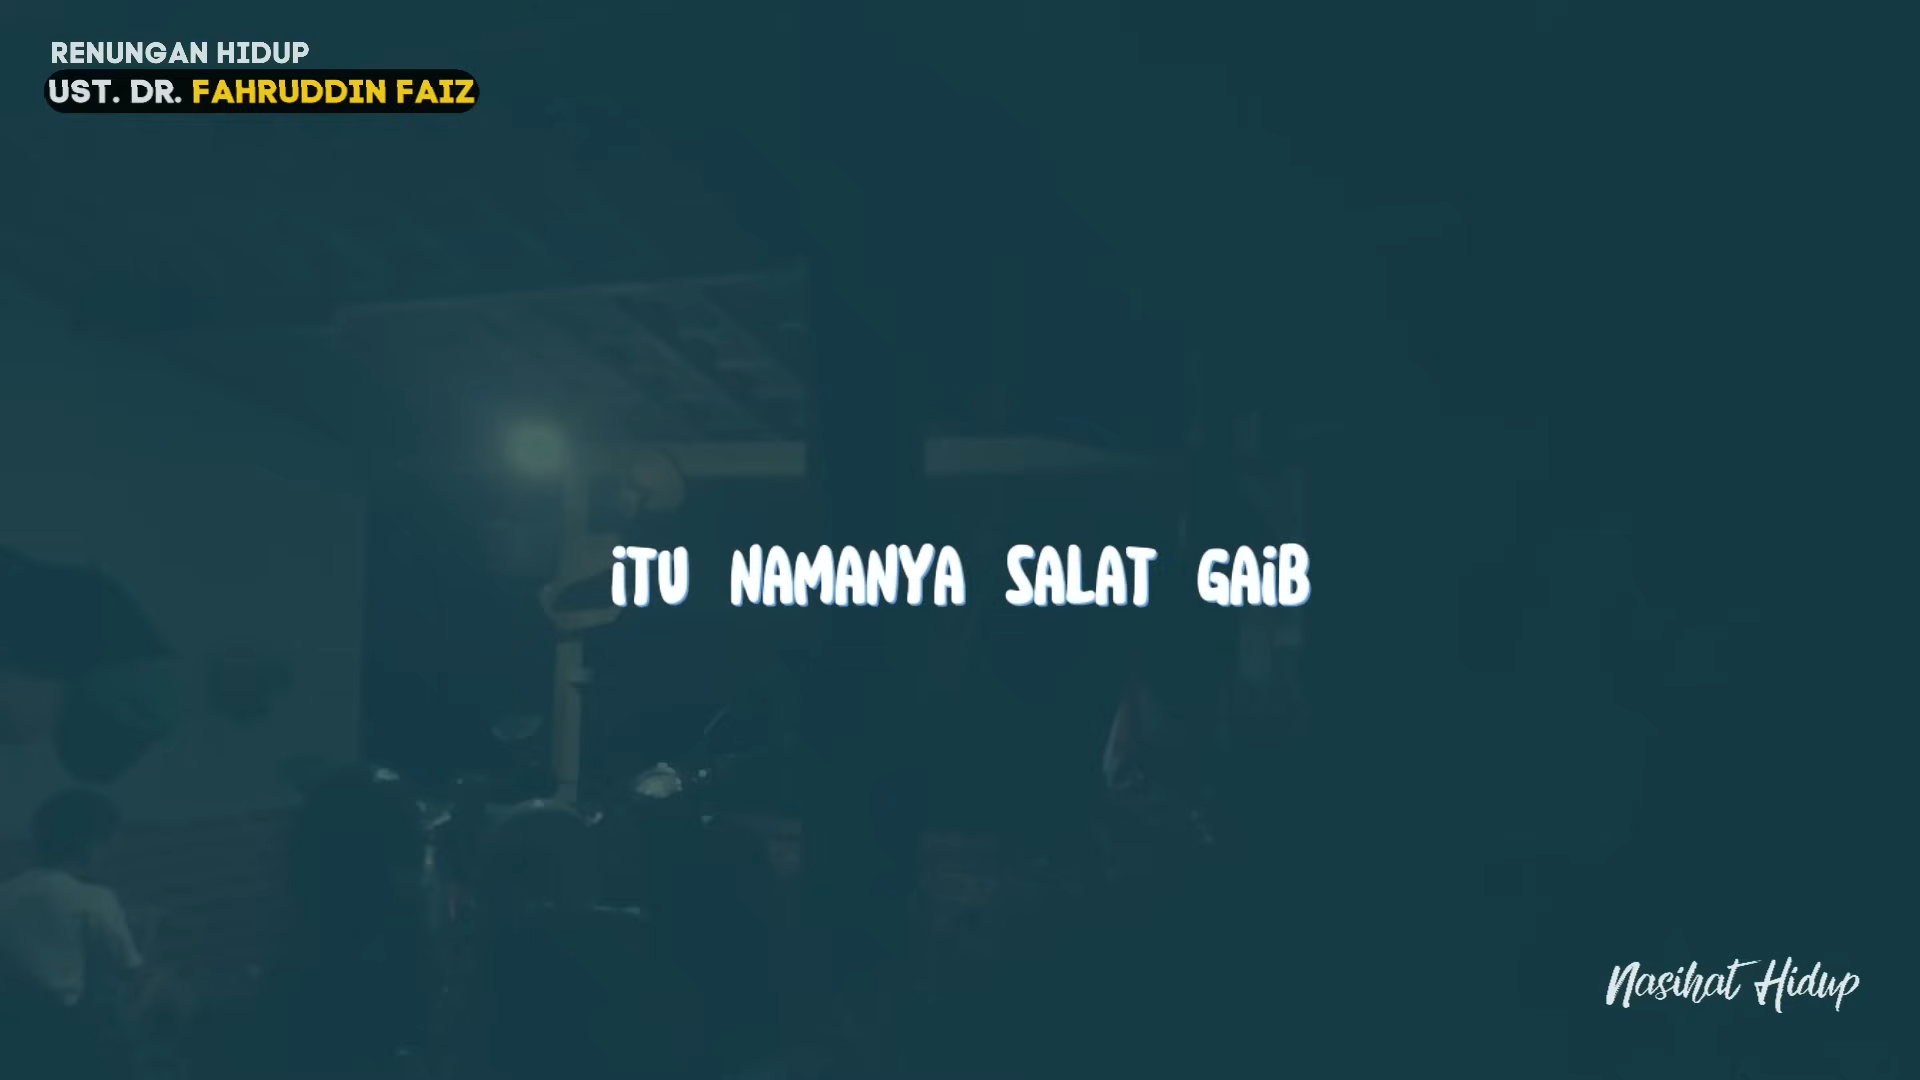 RENUNGAN HIDUP
UST. DR. FAHRUDDIN FAIZ
iTU NAMANYA SALAT GAiB
Nasihat Hidup